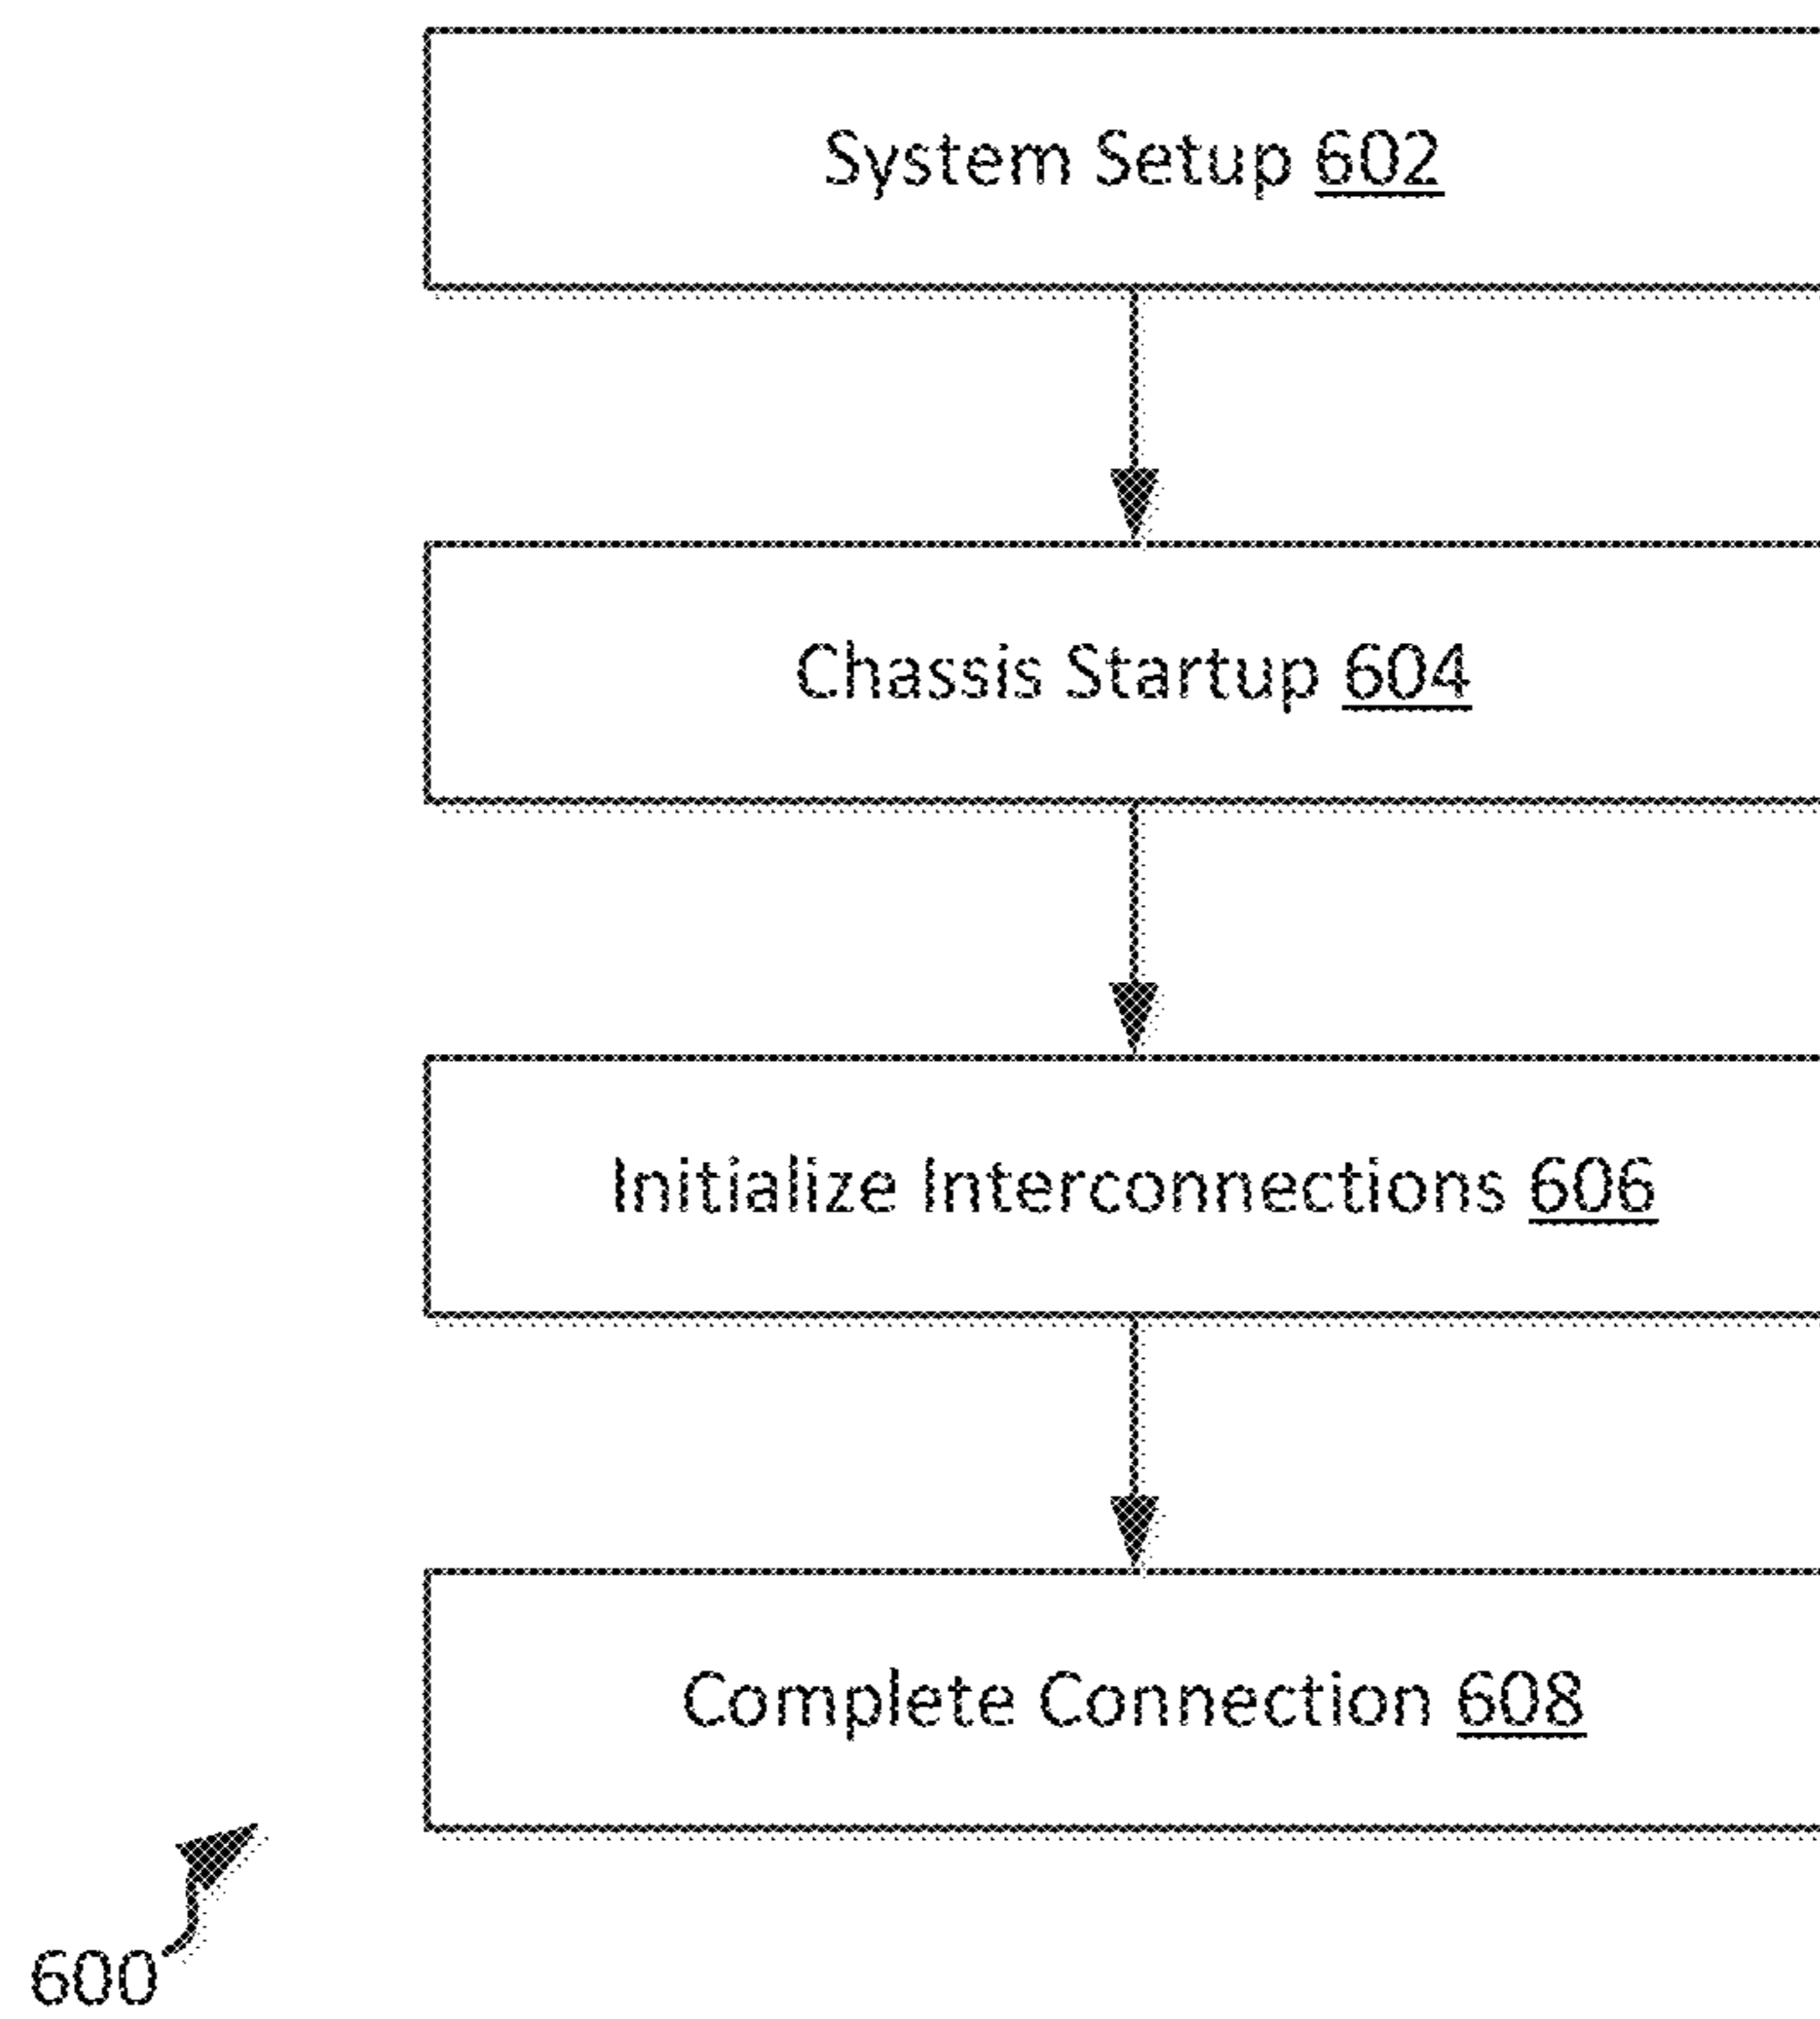 System Setup 602
Chassis Startup 604
Initialize Interconnections 606
Complete Connection 608
600